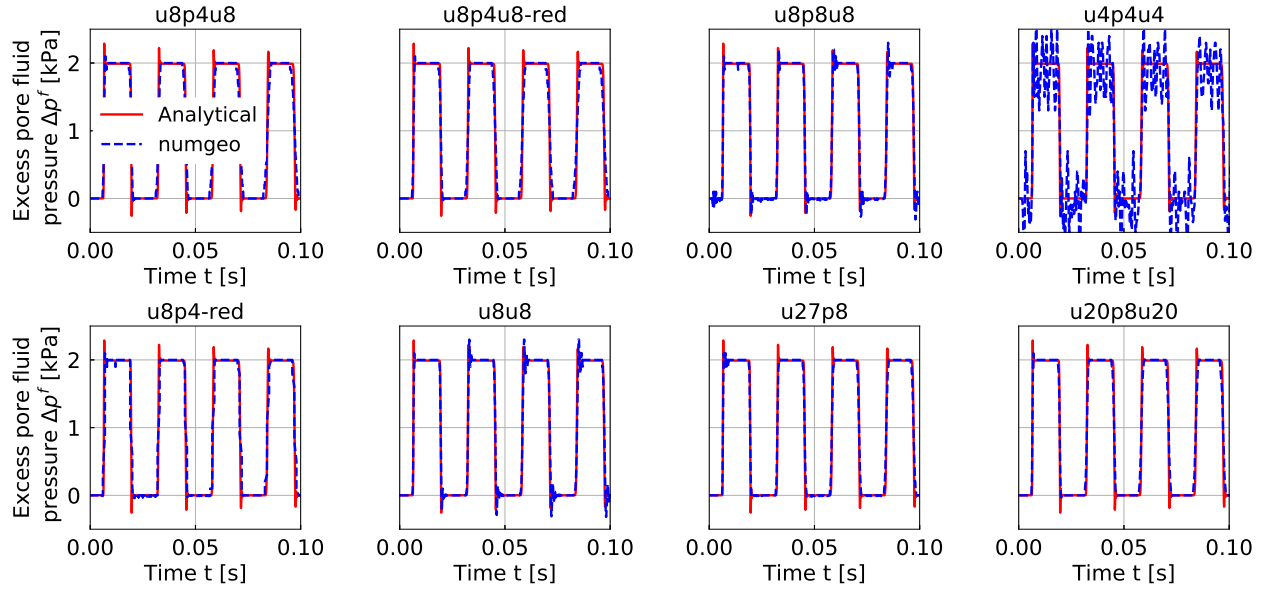 u8p4u8
u8p4u8-red
u8p8u8
u4p4u4
Excess pore fluid
pressure Δp^f [kPa]
2
1
0
Analytical
numgeo
0.00
0.05
0.10
Time t [s]
0.00
0.05
0.10
Time t [s]
0.00
0.05
0.10
Time t [s]
0.00
0.05
0.10
Time t [s]
u8p4-red
u8u8
u27p8
u20p8u20
Excess pore fluid
pressure Δp^f [kPa]
2
1
0
0.00
0.05
0.10
Time t [s]
0.00
0.05
0.10
Time t [s]
0.00
0.05
0.10
Time t [s]
0.00
0.05
0.10
Time t [s]